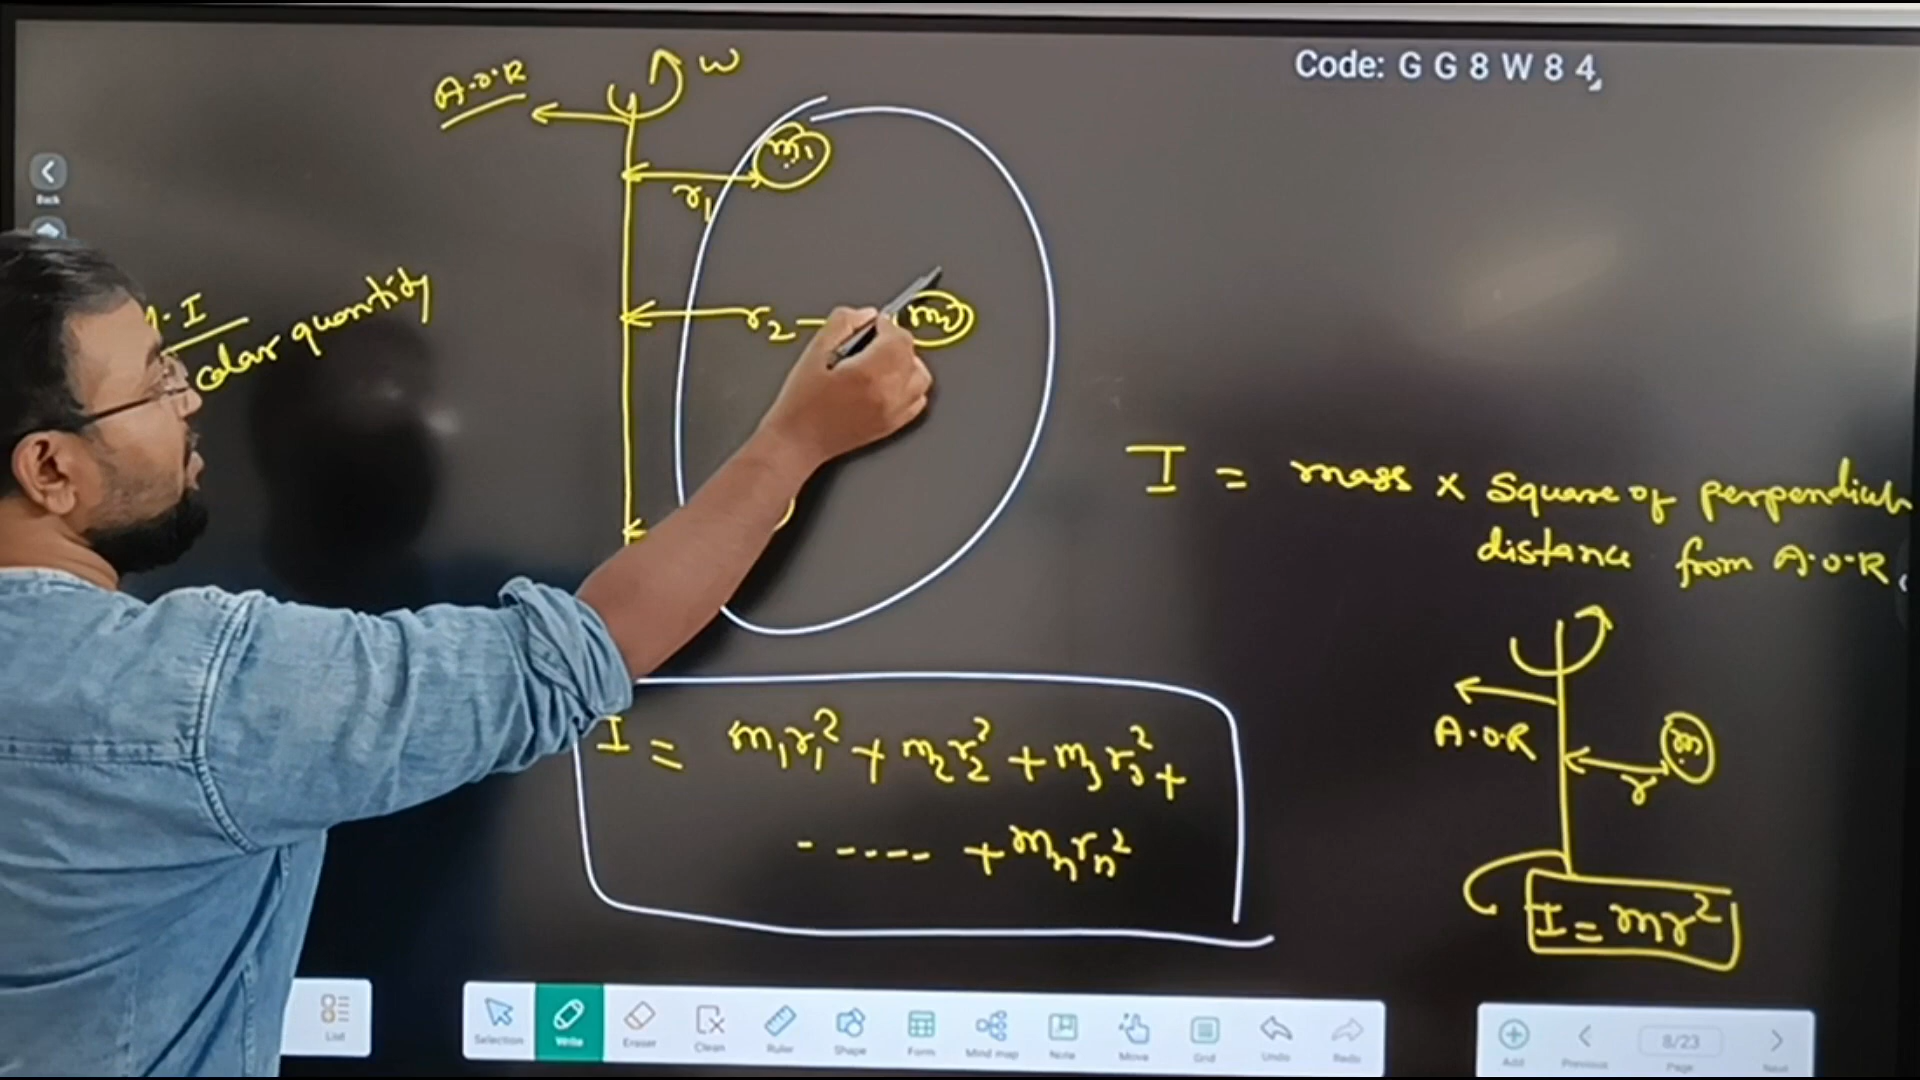 Code: G G 8 W 8 4
A.O.R
W
m1
r1
Back
I
quantity
r2
m2
I = mass x square of
distance from A.O.R
I = m1r1² + m2r2² + m3r3² +
----- + mnrn²
A.O.R
m
r
I = mr²
List
Selection
Write
Eraser
Clean
Ruler
Shape
Form
Mind map
Note
Move
Grid
Undo
Redo
Add
Previous
8/23
Page
Next